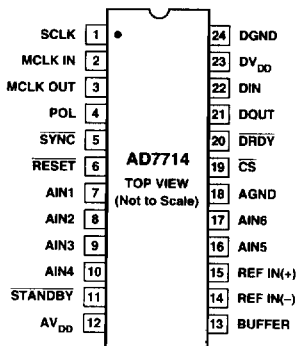 SCLK 1 24 DGND
MCLK IN 2 23 DV_DD
MCLK OUT 3 22 DIN
POL 4 21 DOUT
SYNC 5 20 DRDY
RESET 6 19 CS
AD7714
TOP VIEW
(Not to Scale)
AIN1 7 18 AGND
AIN2 8 17 AIN6
AIN3 9 16 AIN5
AIN4 10 15 REF IN(+)
STANDBY 11 14 REF IN(–)
AV_DD 12 13 BUFFER